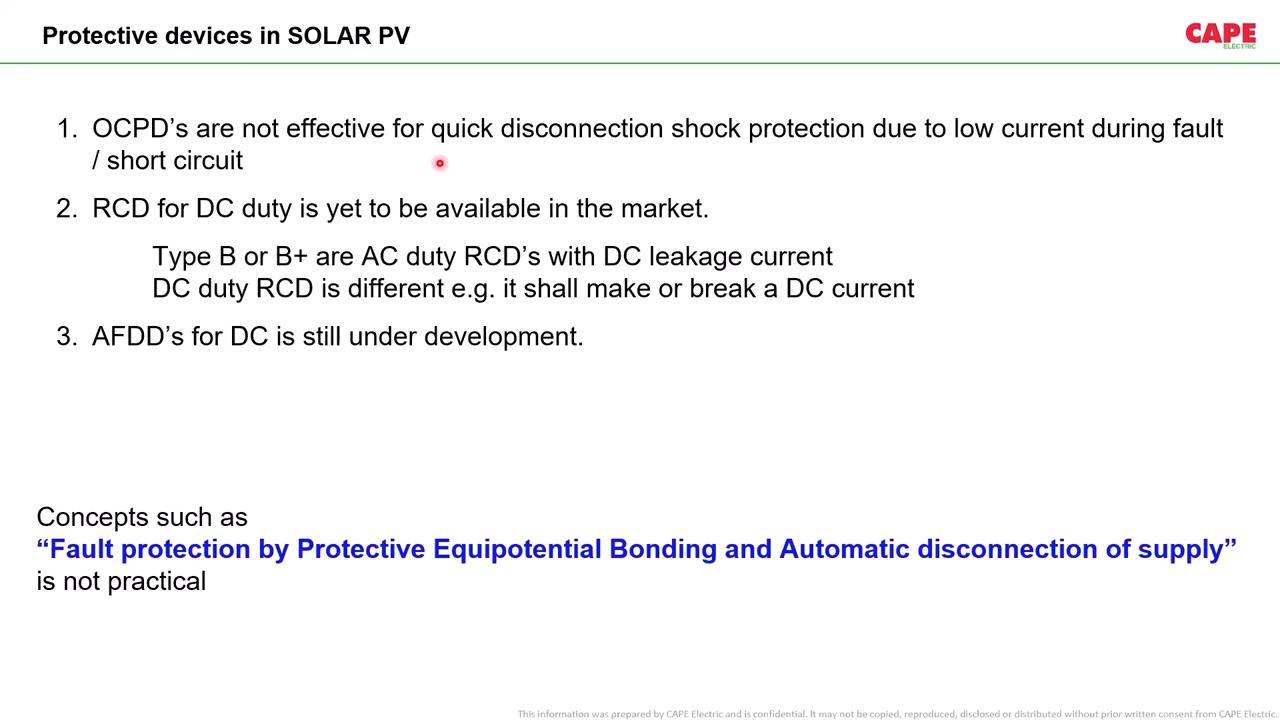 Protective devices in SOLAR PV
CAPE
ELECTRIC
1. OCPD’s are not effective for quick disconnection shock protection due to low current during fault
/ short circuit
2. RCD for DC duty is yet to be available in the market.
Type B or B+ are AC duty RCD’s with DC leakage current
DC duty RCD is different e.g. it shall make or break a DC current
3. AFDD’s for DC is still under development.
Concepts such as
“Fault protection by Protective Equipotential Bonding and Automatic disconnection of supply”
is not practical
This information was prepared by CAPE Electric and is confidential. It may not be copied, reproduced, disclosed or distributed without prior written consent from CAPE Electric.